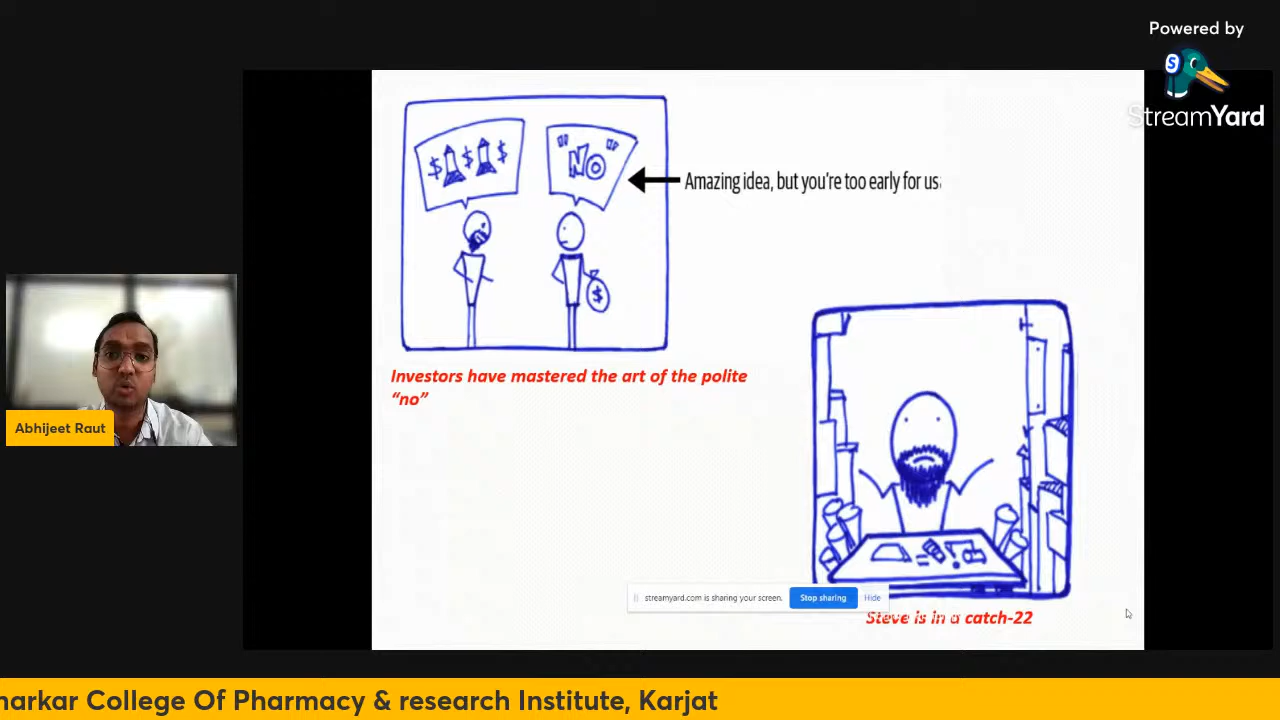 Powered by
StreamYard
$ $ $
"NO"
Amazing idea, but you're too early for us
$
Investors have mastered the art of the polite
"no"
Abhijeet Raut
streamyard.com is sharing your screen.
Stop sharing
Hide
Steve is in a catch-22
College Of Pharmacy & research Institute, Karjat